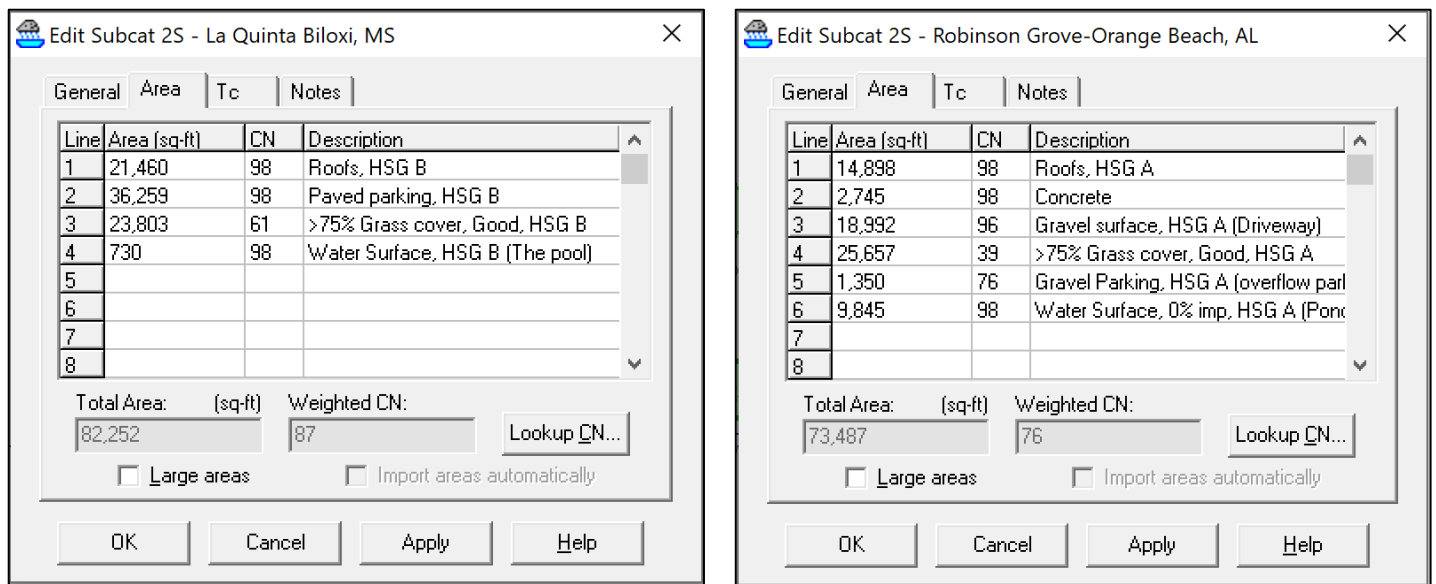 Edit Subcat 2S - La Quinta Biloxi, MS
General Area Tc Notes
Line Area (sq-ft) CN Description
1 21,460 98 Roofs, HSG B
2 36,259 98 Paved parking, HSG B
3 23,803 61 >75% Grass cover, Good, HSG B
4 730 98 Water Surface, HSG B (The pool)
5
6
7
8
Total Area: (sq-ft) Weighted CN:
82,252 87 Lookup CN...
Large areas Import areas automatically
OK Cancel Apply Help
Edit Subcat 2S - Robinson Grove-Orange Beach, AL
General Area Tc Notes
Line Area (sq-ft) CN Description
1 14,898 98 Roofs, HSG A
2 2,745 98 Concrete
3 18,992 96 Gravel surface, HSG A (Driveway)
4 25,657 39 >75% Grass cover, Good, HSG A
5 1,350 76 Gravel Parking, HSG A (overflow parl
6 9,845 98 Water Surface, 0% imp, HSG A (Pond
7
8
Total Area: (sq-ft) Weighted CN:
73,487 76 Lookup CN...
Large areas Import areas automatically
OK Cancel Apply Help